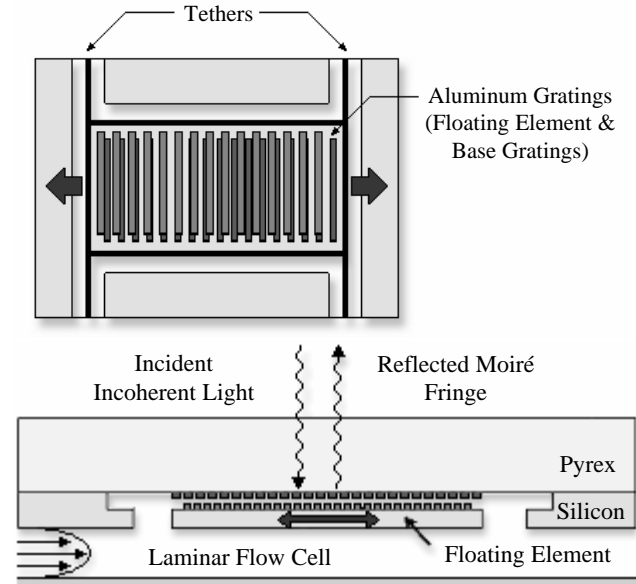 Tethers
Aluminum Gratings
(Floating Element &
Base Gratings)
Incident
Incoherent Light
Reflected Moiré
Fringe
Pyrex
Silicon
Laminar Flow Cell
Floating Element